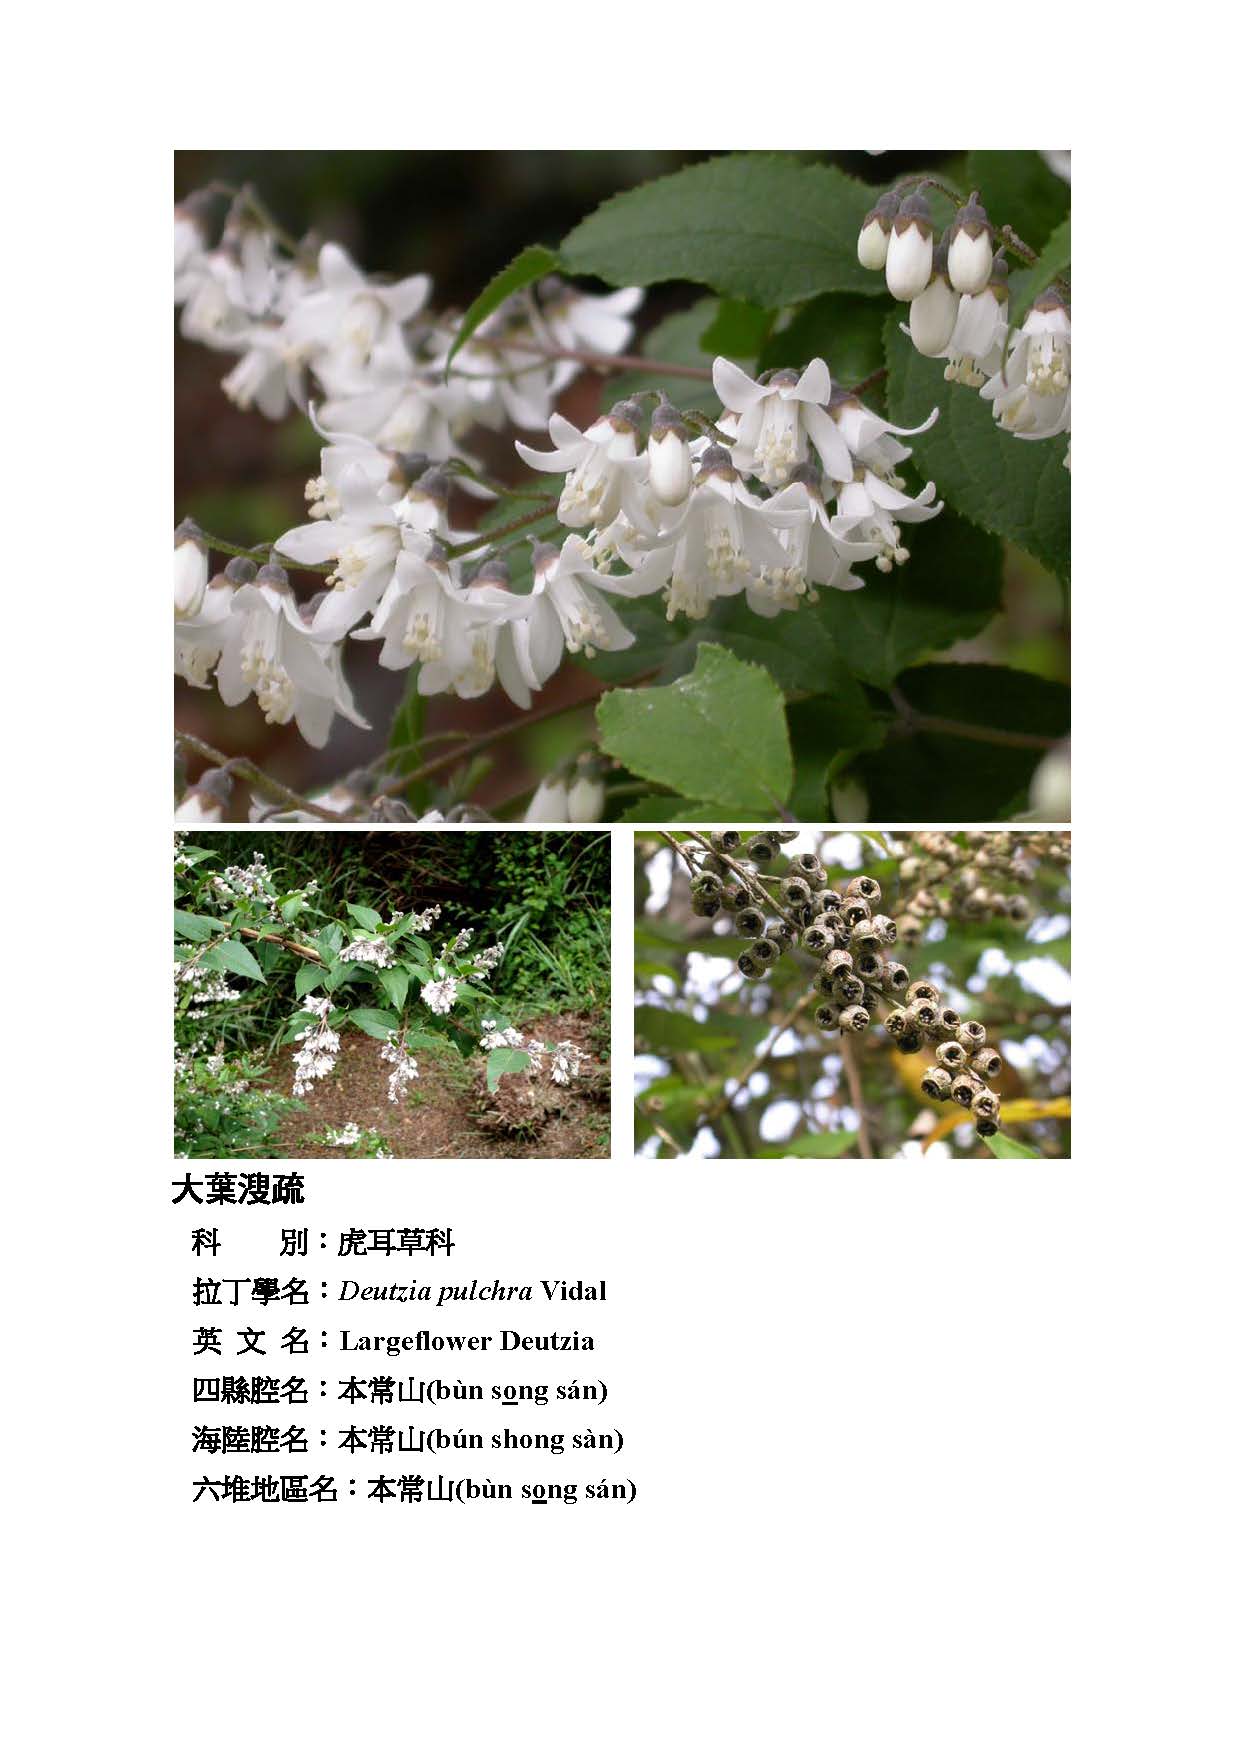 大葉溲疏
科　　別：虎耳草科
拉丁學名：Deutzia pulchra Vidal
英 文 名：Largeflower Deutzia
四縣腔名：本常山(bùn song sán)
海陸腔名：本常山(bún shong sàn)
六堆地區名：本常山(bùn song sán)